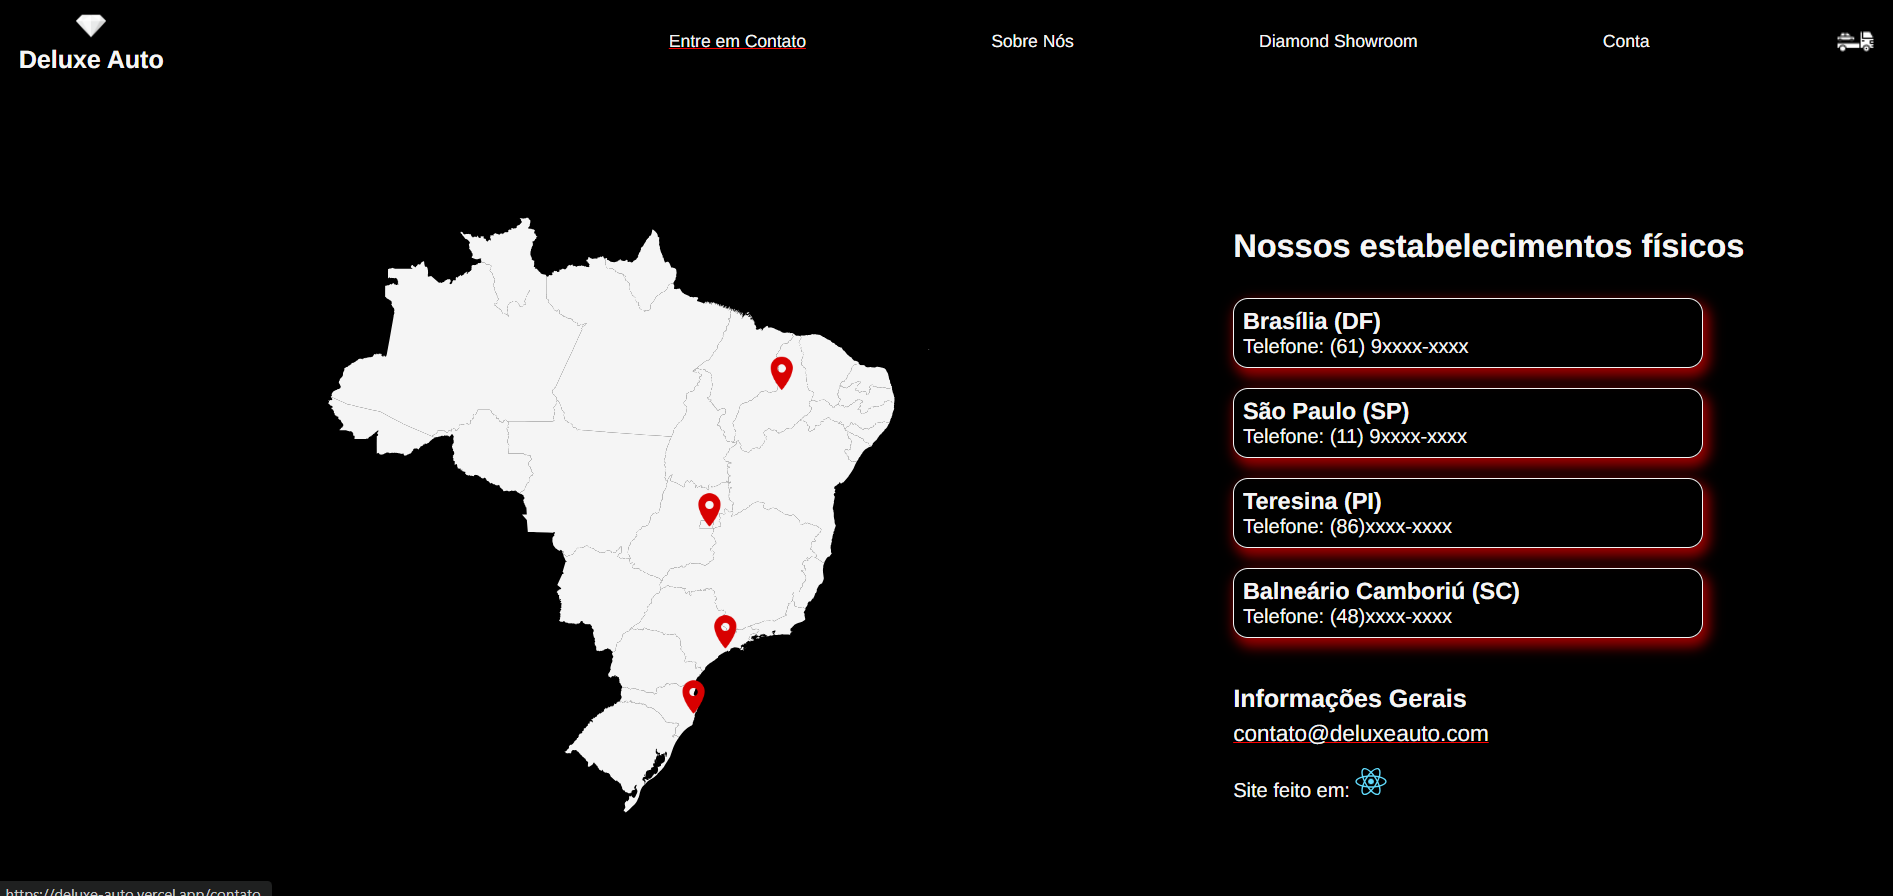 Deluxe Auto
Entre em Contato
Sobre Nós
Diamond Showroom
Conta
Nossos estabelecimentos físicos
Brasília (DF)
Telefone: (61) 9xxxx-xxxx
São Paulo (SP)
Telefone: (11) 9xxxx-xxxx
Teresina (PI)
Telefone: (86)xxxx-xxxx
Balneário Camboriú (SC)
Telefone: (48)xxxx-xxxx
Informações Gerais
contato@deluxeauto.com
Site feito em:
https://deluxe-auto.vercel.app/contato